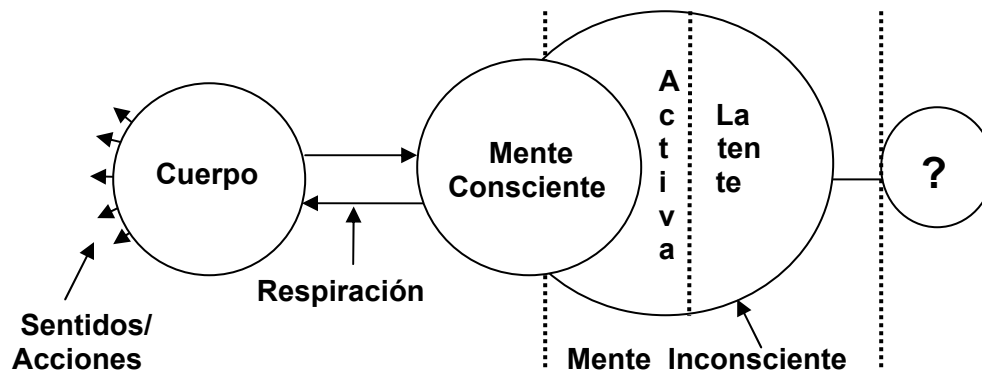 Cuerpo
Sentidos/
Acciones
Respiración
Mente
Consciente
A
c
t
i
v
a
La
ten
te
Mente Inconsciente
?